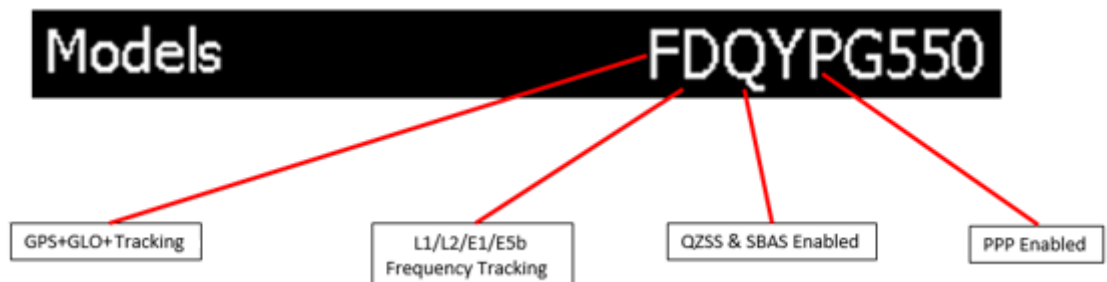 Models FDQYPG550
GPS+GLO+Tracking
L1/L2/E1/E5b
Frequency Tracking
QZSS & SBAS Enabled
PPP Enabled